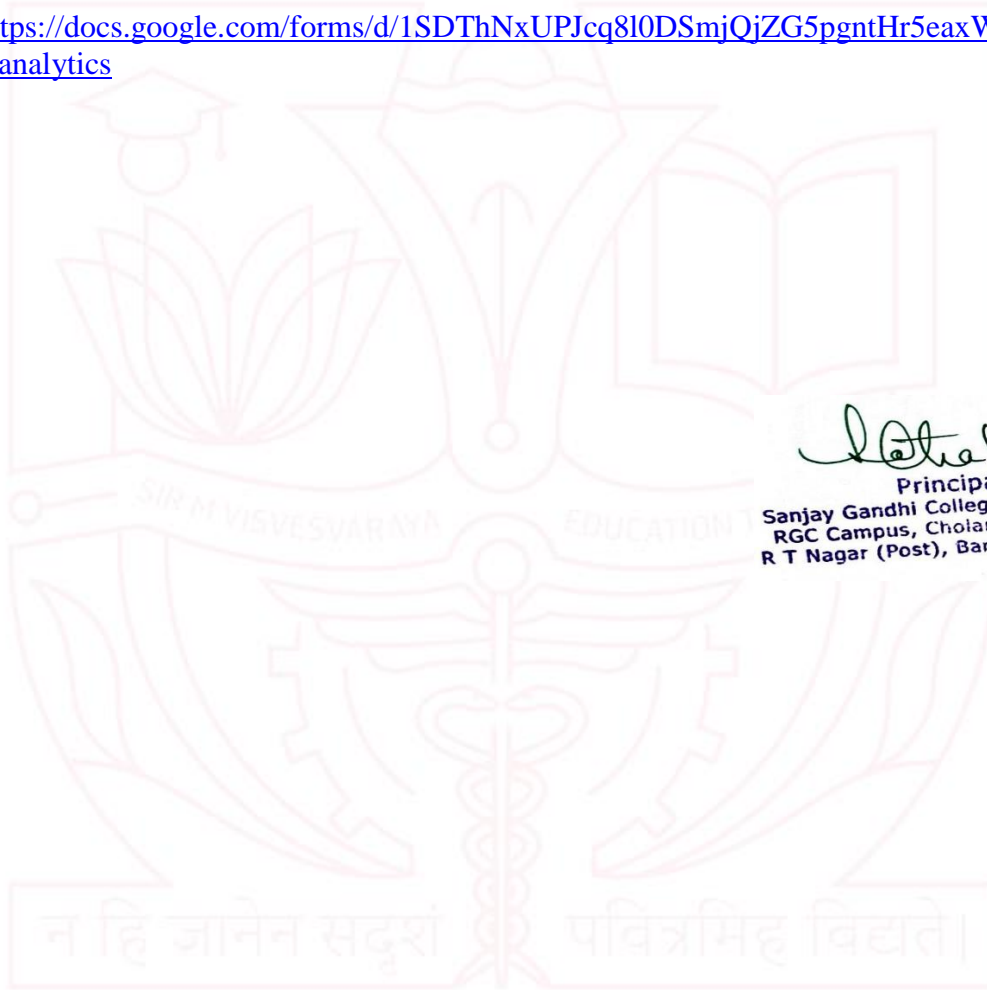 tps://docs.google.com/forms/d/1SDThNxUPJcq8l0DSmjQjZG5pgntHr5eaxW
analytics
SIR M VISVESVARAYA EDUCATION T
Principa
Sanjay Gandhi Colleg
RGC Campus, Cholar
R T Nagar (Post), Ban
न हि ज्ञानेन सदृशं पवित्रमिह विद्यते।